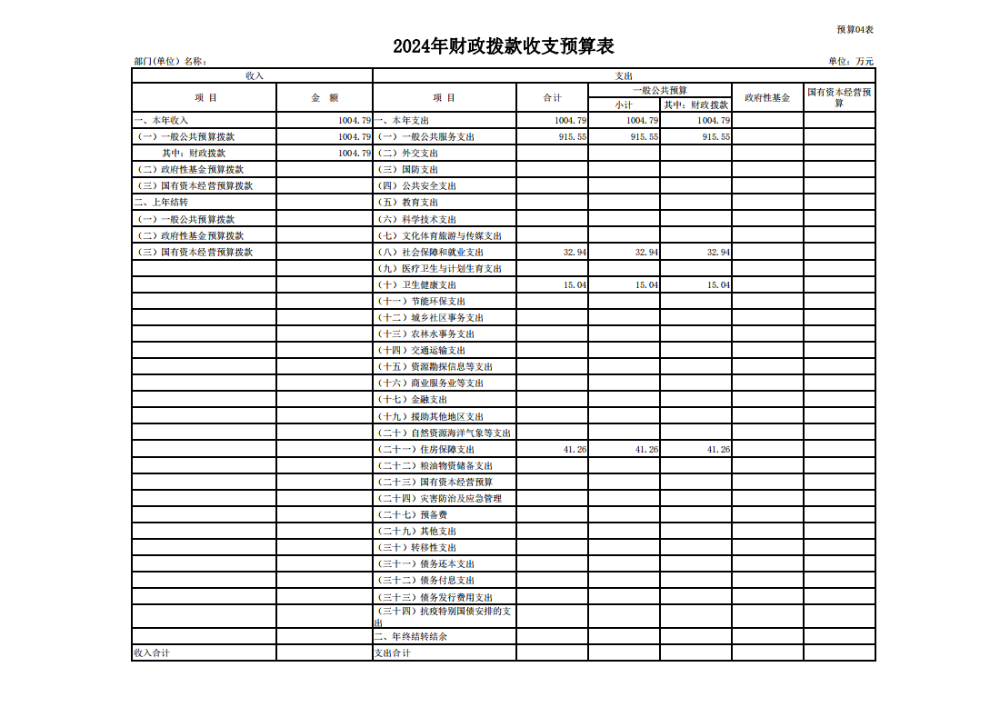 预算04表
2024年财政拨款收支预算表
部门(单位）名称： 单位：万元
收入 支出
项 目 金 额 项 目 合计 一般公共预算 政府性基金 国有资本经营预算
小计 其中：财政拨款
一、本年收入 1004.79 一、本年支出 1004.79 1004.79 1004.79
（一）一般公共预算拨款 1004.79 （一）一般公共服务支出 915.55 915.55 915.55
其中：财政拨款 1004.79 （二）外交支出
（二）政府性基金预算拨款 （三）国防支出
（三）国有资本经营预算拨款 （四）公共安全支出
二、上年结转 （五）教育支出
（一）一般公共预算拨款 （六）科学技术支出
（二）政府性基金预算拨款 （七）文化体育旅游与传媒支出
（三）国有资本经营预算拨款 （八）社会保障和就业支出 32.94 32.94 32.94
（九）医疗卫生与计划生育支出
（十）卫生健康支出 15.04 15.04 15.04
（十一）节能环保支出
（十二）城乡社区事务支出
（十三）农林水事务支出
（十四）交通运输支出
（十五）资源勘探信息等支出
（十六）商业服务业等支出
（十七）金融支出
（十九）援助其他地区支出
（二十）自然资源海洋气象等支出
（二十一）住房保障支出 41.26 41.26 41.26
（二十二）粮油物资储备支出
（二十三）国有资本经营预算
（二十四）灾害防治及应急管理
（二十七）预备费
（二十九）其他支出
（三十）转移性支出
（三十一）债务还本支出
（三十二）债务付息支出
（三十三）债务发行费用支出
（三十四）抗疫特别国债安排的支出
二、年终结转结余
收入合计 支出合计